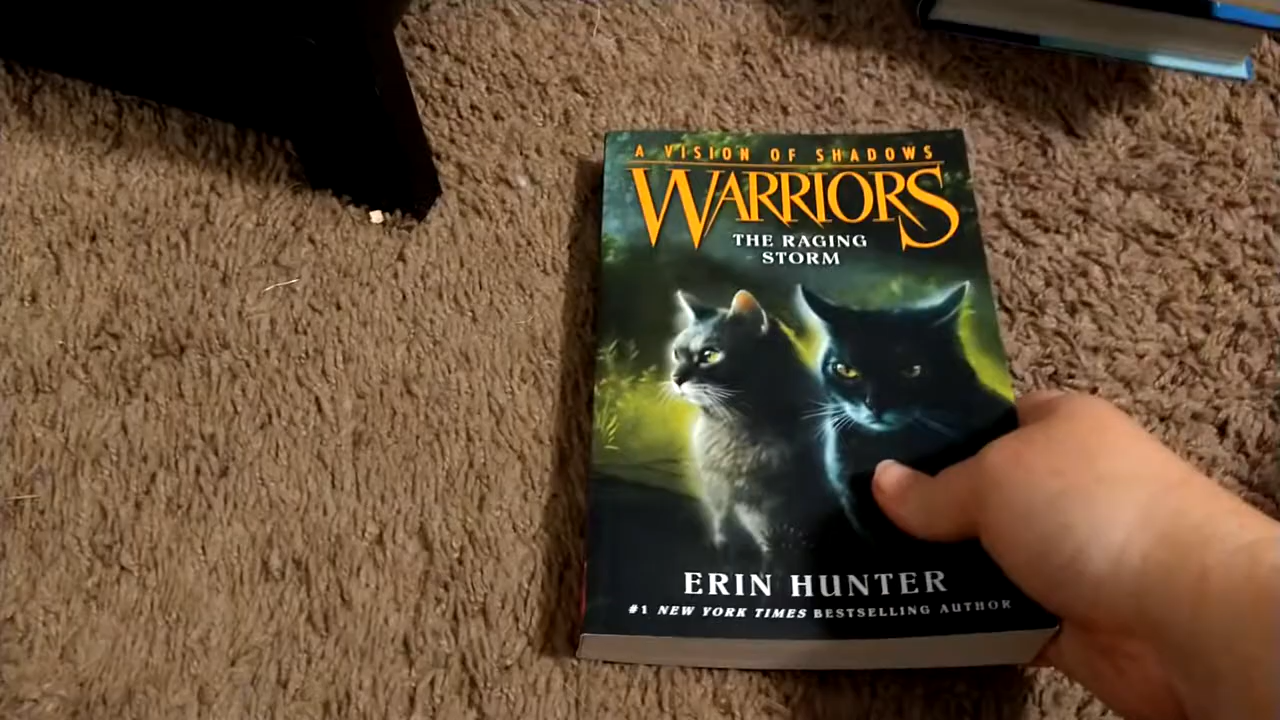 A VISION OF SHADOWS
WARRIORS
THE RAGING
STORM
ERIN HUNTER
#1 NEW YORK TIMES BESTSELLING AUTHOR